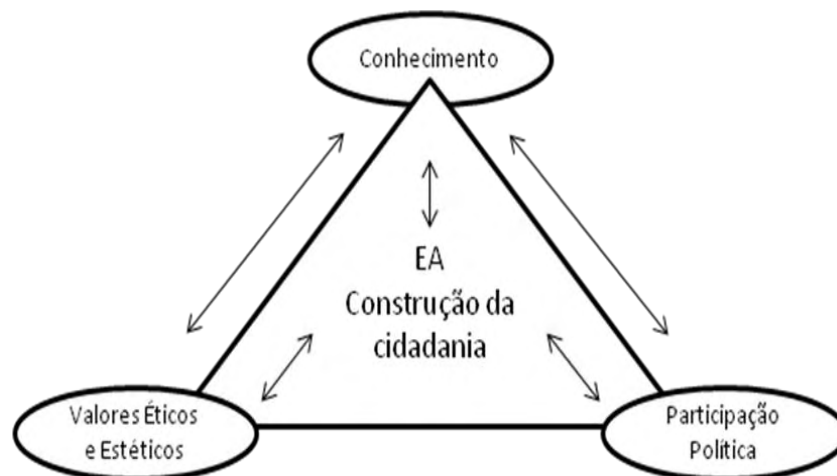 Conhecimento
EA
Construção da
cidadania
Valores Éticos
e Estéticos
Participação
Política